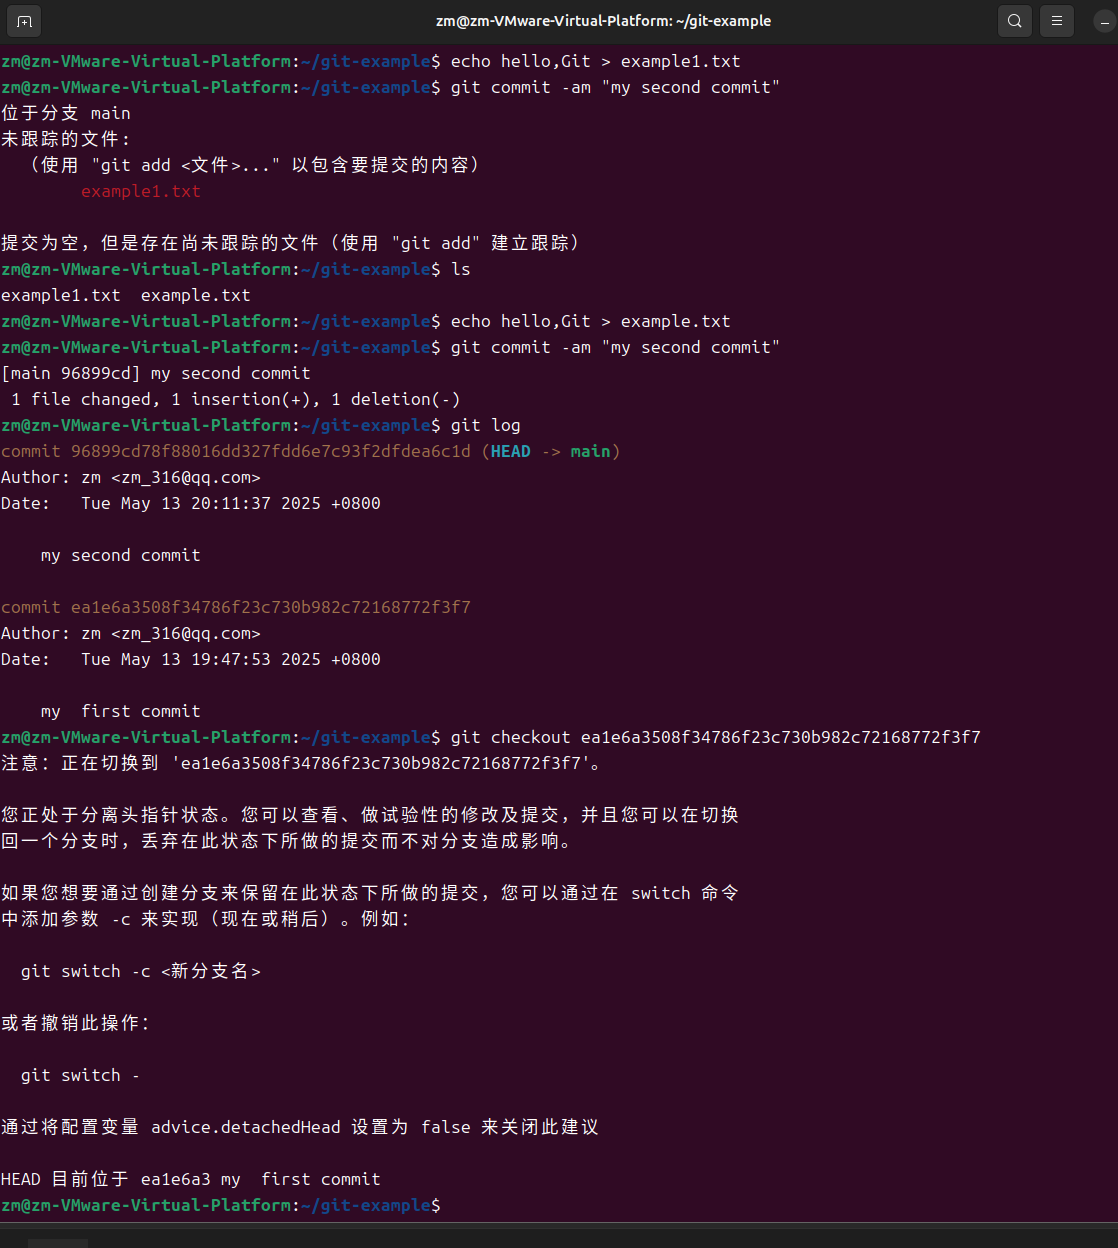 zm@zm-VMware-Virtual-Platform: ~/git-example
zm@zm-VMware-Virtual-Platform:~/git-example$ echo hello,Git > example1.txt
zm@zm-VMware-Virtual-Platform:~/git-example$ git commit -am "my second commit"
位于分支 main
未跟踪的文件:
  （使用 "git add <文件>..." 以包含要提交的内容）
        example1.txt

提交为空，但是存在尚未跟踪的文件（使用 "git add" 建立跟踪）
zm@zm-VMware-Virtual-Platform:~/git-example$ ls
example1.txt  example.txt
zm@zm-VMware-Virtual-Platform:~/git-example$ echo hello,Git > example.txt
zm@zm-VMware-Virtual-Platform:~/git-example$ git commit -am "my second commit"
[main 96899cd] my second commit
 1 file changed, 1 insertion(+), 1 deletion(-)
zm@zm-VMware-Virtual-Platform:~/git-example$ git log
commit 96899cd78f88016dd327fdd6e7c93f2dfdea6c1d (HEAD -> main)
Author: zm <zm_316@qq.com>
Date:   Tue May 13 20:11:37 2025 +0800

    my second commit

commit ea1e6a3508f34786f23c730b982c72168772f3f7
Author: zm <zm_316@qq.com>
Date:   Tue May 13 19:47:53 2025 +0800

    my  first commit
zm@zm-VMware-Virtual-Platform:~/git-example$ git checkout ea1e6a3508f34786f23c730b982c72168772f3f7
注意：正在切换到 'ea1e6a3508f34786f23c730b982c72168772f3f7'。

您正处于分离头指针状态。您可以查看、做试验性的修改及提交，并且您可以在切换
回一个分支时，丢弃在此状态下所做的提交而不对分支造成影响。

如果您想要通过创建分支来保留在此状态下所做的提交，您可以通过在 switch 命令
中添加参数 -c 来实现（现在或稍后）。例如：

  git switch -c <新分支名>

或者撤销此操作：

  git switch -

通过将配置变量 advice.detachedHead 设置为 false 来关闭此建议

HEAD 目前位于 ea1e6a3 my  first commit
zm@zm-VMware-Virtual-Platform:~/git-example$